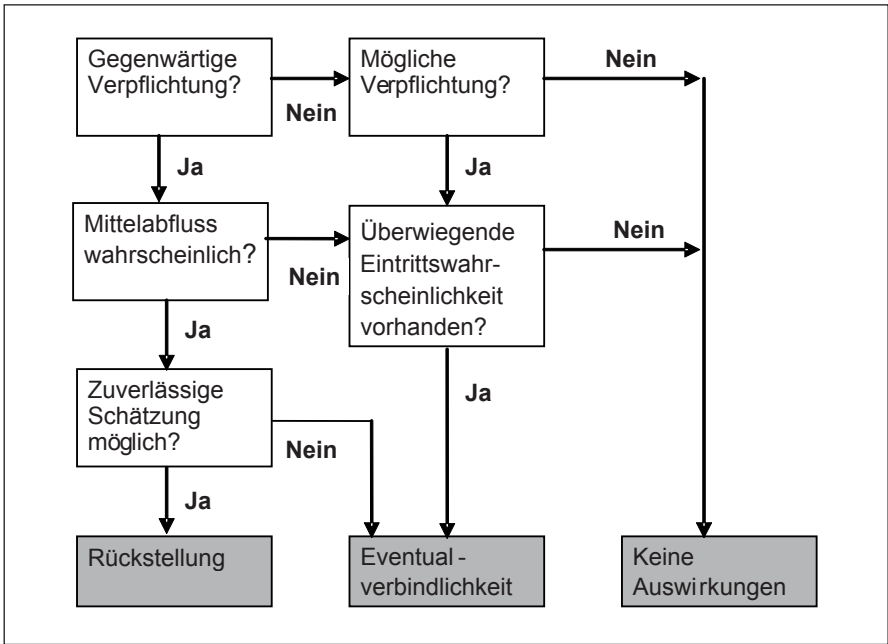 Gegenwärtige
Verpflichtung?
Nein
Mögliche
Verpflichtung?
Nein
Ja
Ja
Mittelabfluss
wahrscheinlich?
Nein
Überwiegende
Eintrittswahr-
scheinlichkeit
vorhanden?
Nein
Ja
Ja
Zuverlässige
Schätzung
möglich?
Nein
Ja
Rückstellung
Eventual -
verbindlichkeit
Keine
Auswirkungen